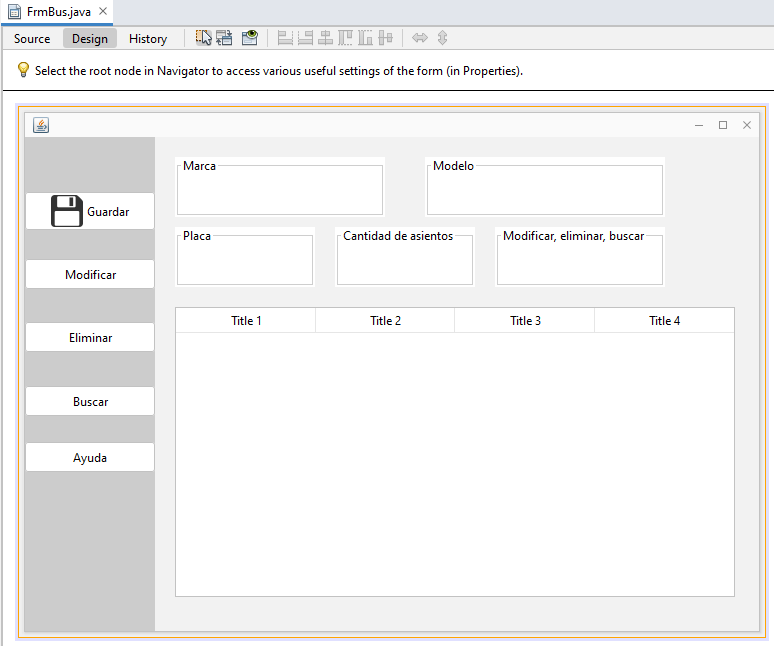 FrmBus.java
Source Design History
Select the root node in Navigator to access various useful settings of the form (in Properties).
Marca Modelo
Guardar
Placa Cantidad de asientos Modificar, eliminar, buscar
Modificar
Title 1 Title 2 Title 3 Title 4
Eliminar
Buscar
Ayuda